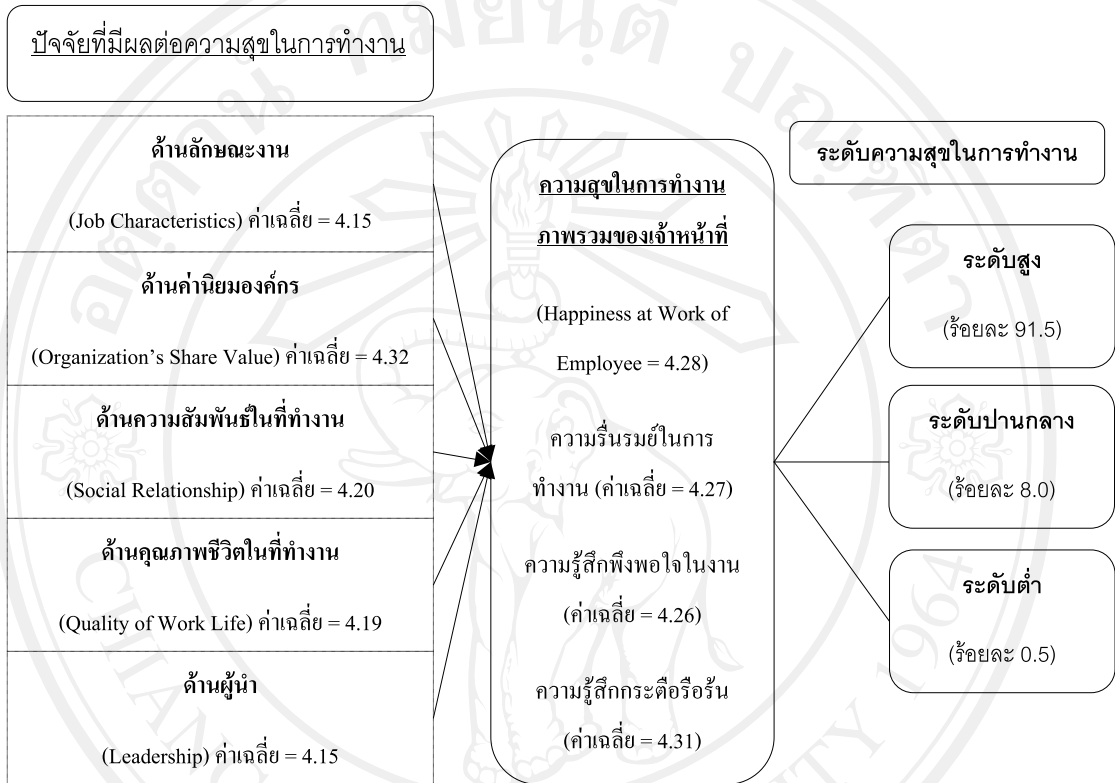 ปัจจัยที่มีผลต่อความสุขในการทำงาน
ด้านลักษณะงาน
(Job Characteristics) ค่าเฉลี่ย = 4.15
ด้านค่านิยมองค์กร
(Organization's Share Value) ค่าเฉลี่ย = 4.32
ด้านความสัมพันธ์ในที่ทำงาน
(Social Relationship) ค่าเฉลี่ย = 4.20
ด้านคุณภาพชีวิตในที่ทำงาน
(Quality of Work Life) ค่าเฉลี่ย = 4.19
ด้านผู้นำ
(Leadership) ค่าเฉลี่ย = 4.15
ความสุขในการทำงาน
ภาพรวมของเจ้าหน้าที่
(Happiness at Work of
Employee = 4.28)
ความรื่นรมย์ในการ
ทำงาน (ค่าเฉลี่ย = 4.27)
ความรู้สึกพึงพอใจในงาน
(ค่าเฉลี่ย = 4.26)
ความรู้สึกกระตือรือร้น
(ค่าเฉลี่ย = 4.31)
ระดับความสุขในการทำงาน
ระดับสูง
(ร้อยละ 91.5)
ระดับปานกลาง
(ร้อยละ 8.0)
ระดับต่ำ
(ร้อยละ 0.5)